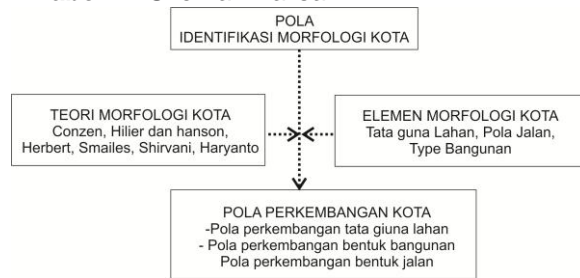 POLA
IDENTIFIKASI MORFOLOGI KOTA
TEORI MORFOLOGI KOTA
Conzen, Hilier dan hanson,
Herbert, Smailes, Shirvani, Haryanto
ELEMEN MORFOLOGI KOTA
Tata guna Lahan, Pola Jalan,
Type Bangunan
POLA PERKEMBANGAN KOTA
-Pola perkembangan tata giuna lahan
- Pola perkembangan bentuk bangunan
Pola perkembangan bentuk jalan